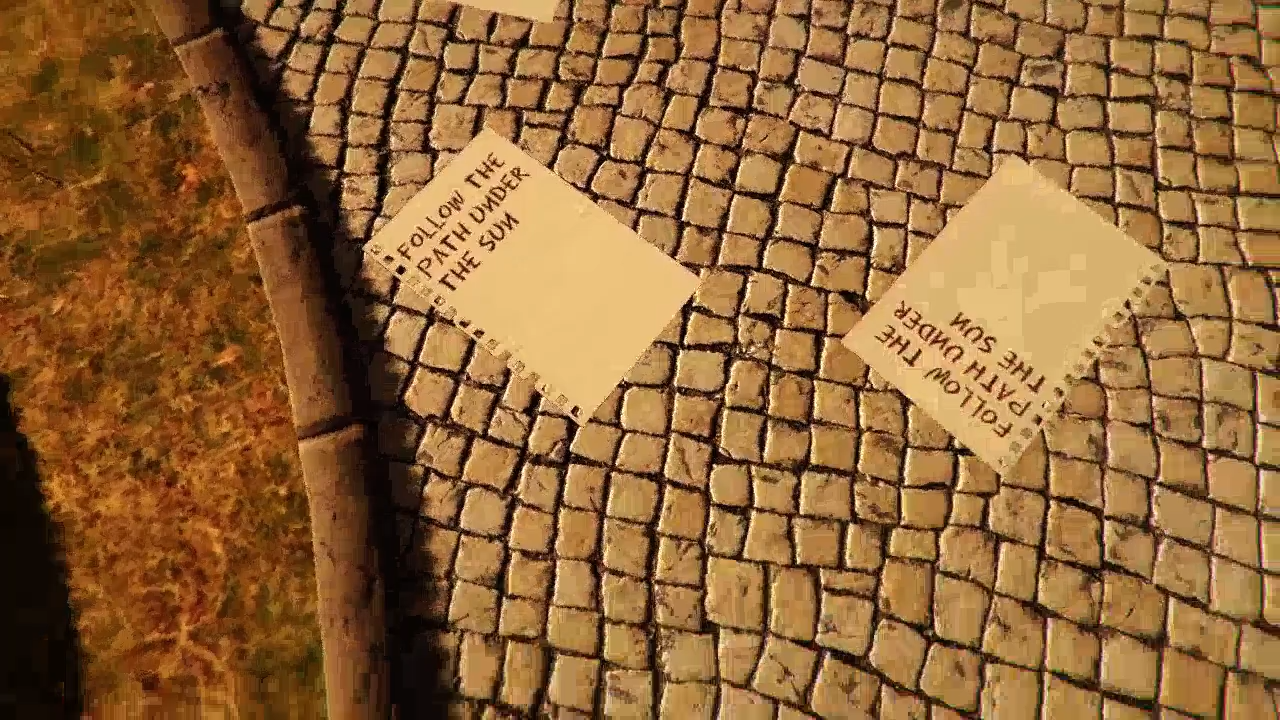 FOLLOW THE
PATH UNDER
THE SUN
FOLLOW THE
PATH UNDER
THE SUN